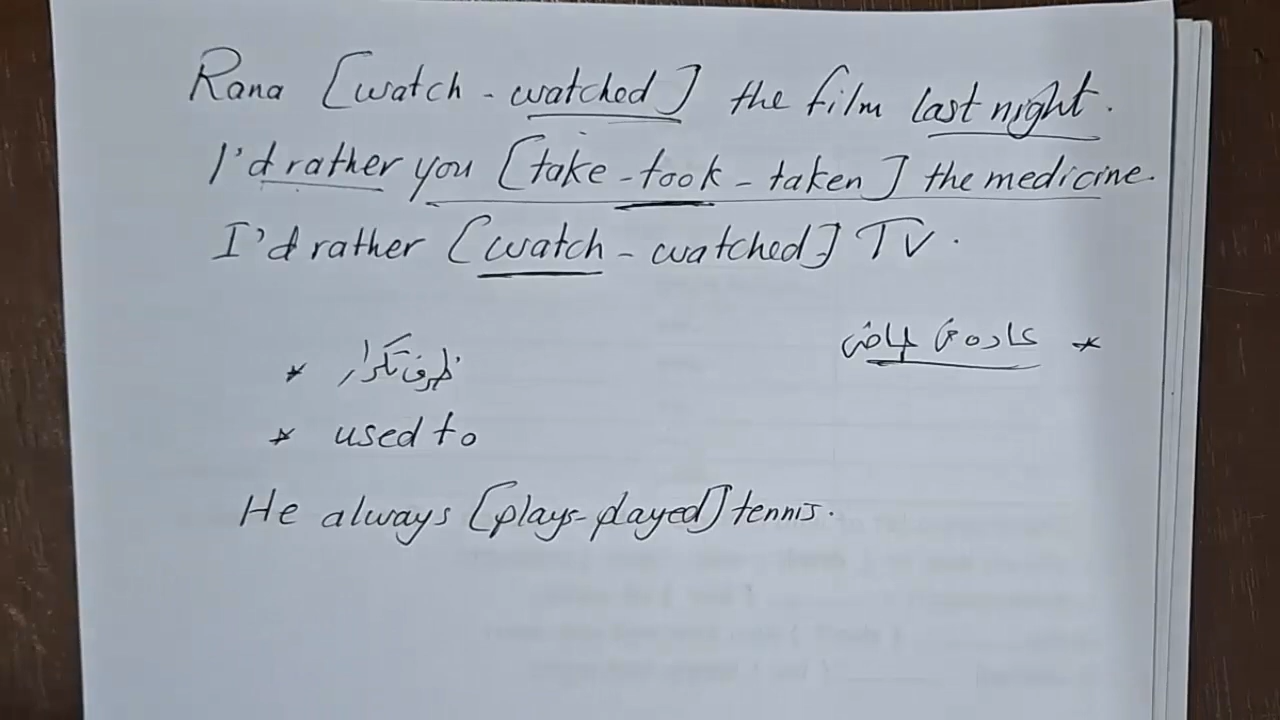 Rana [watch - watched] the film last night.
I'd rather you [take - took - taken] the medicine.
I'd rather [watch - watched] TV.
* عادة في الماضى
* ظرف تكرار
* used to
He always [plays - played] tennis.